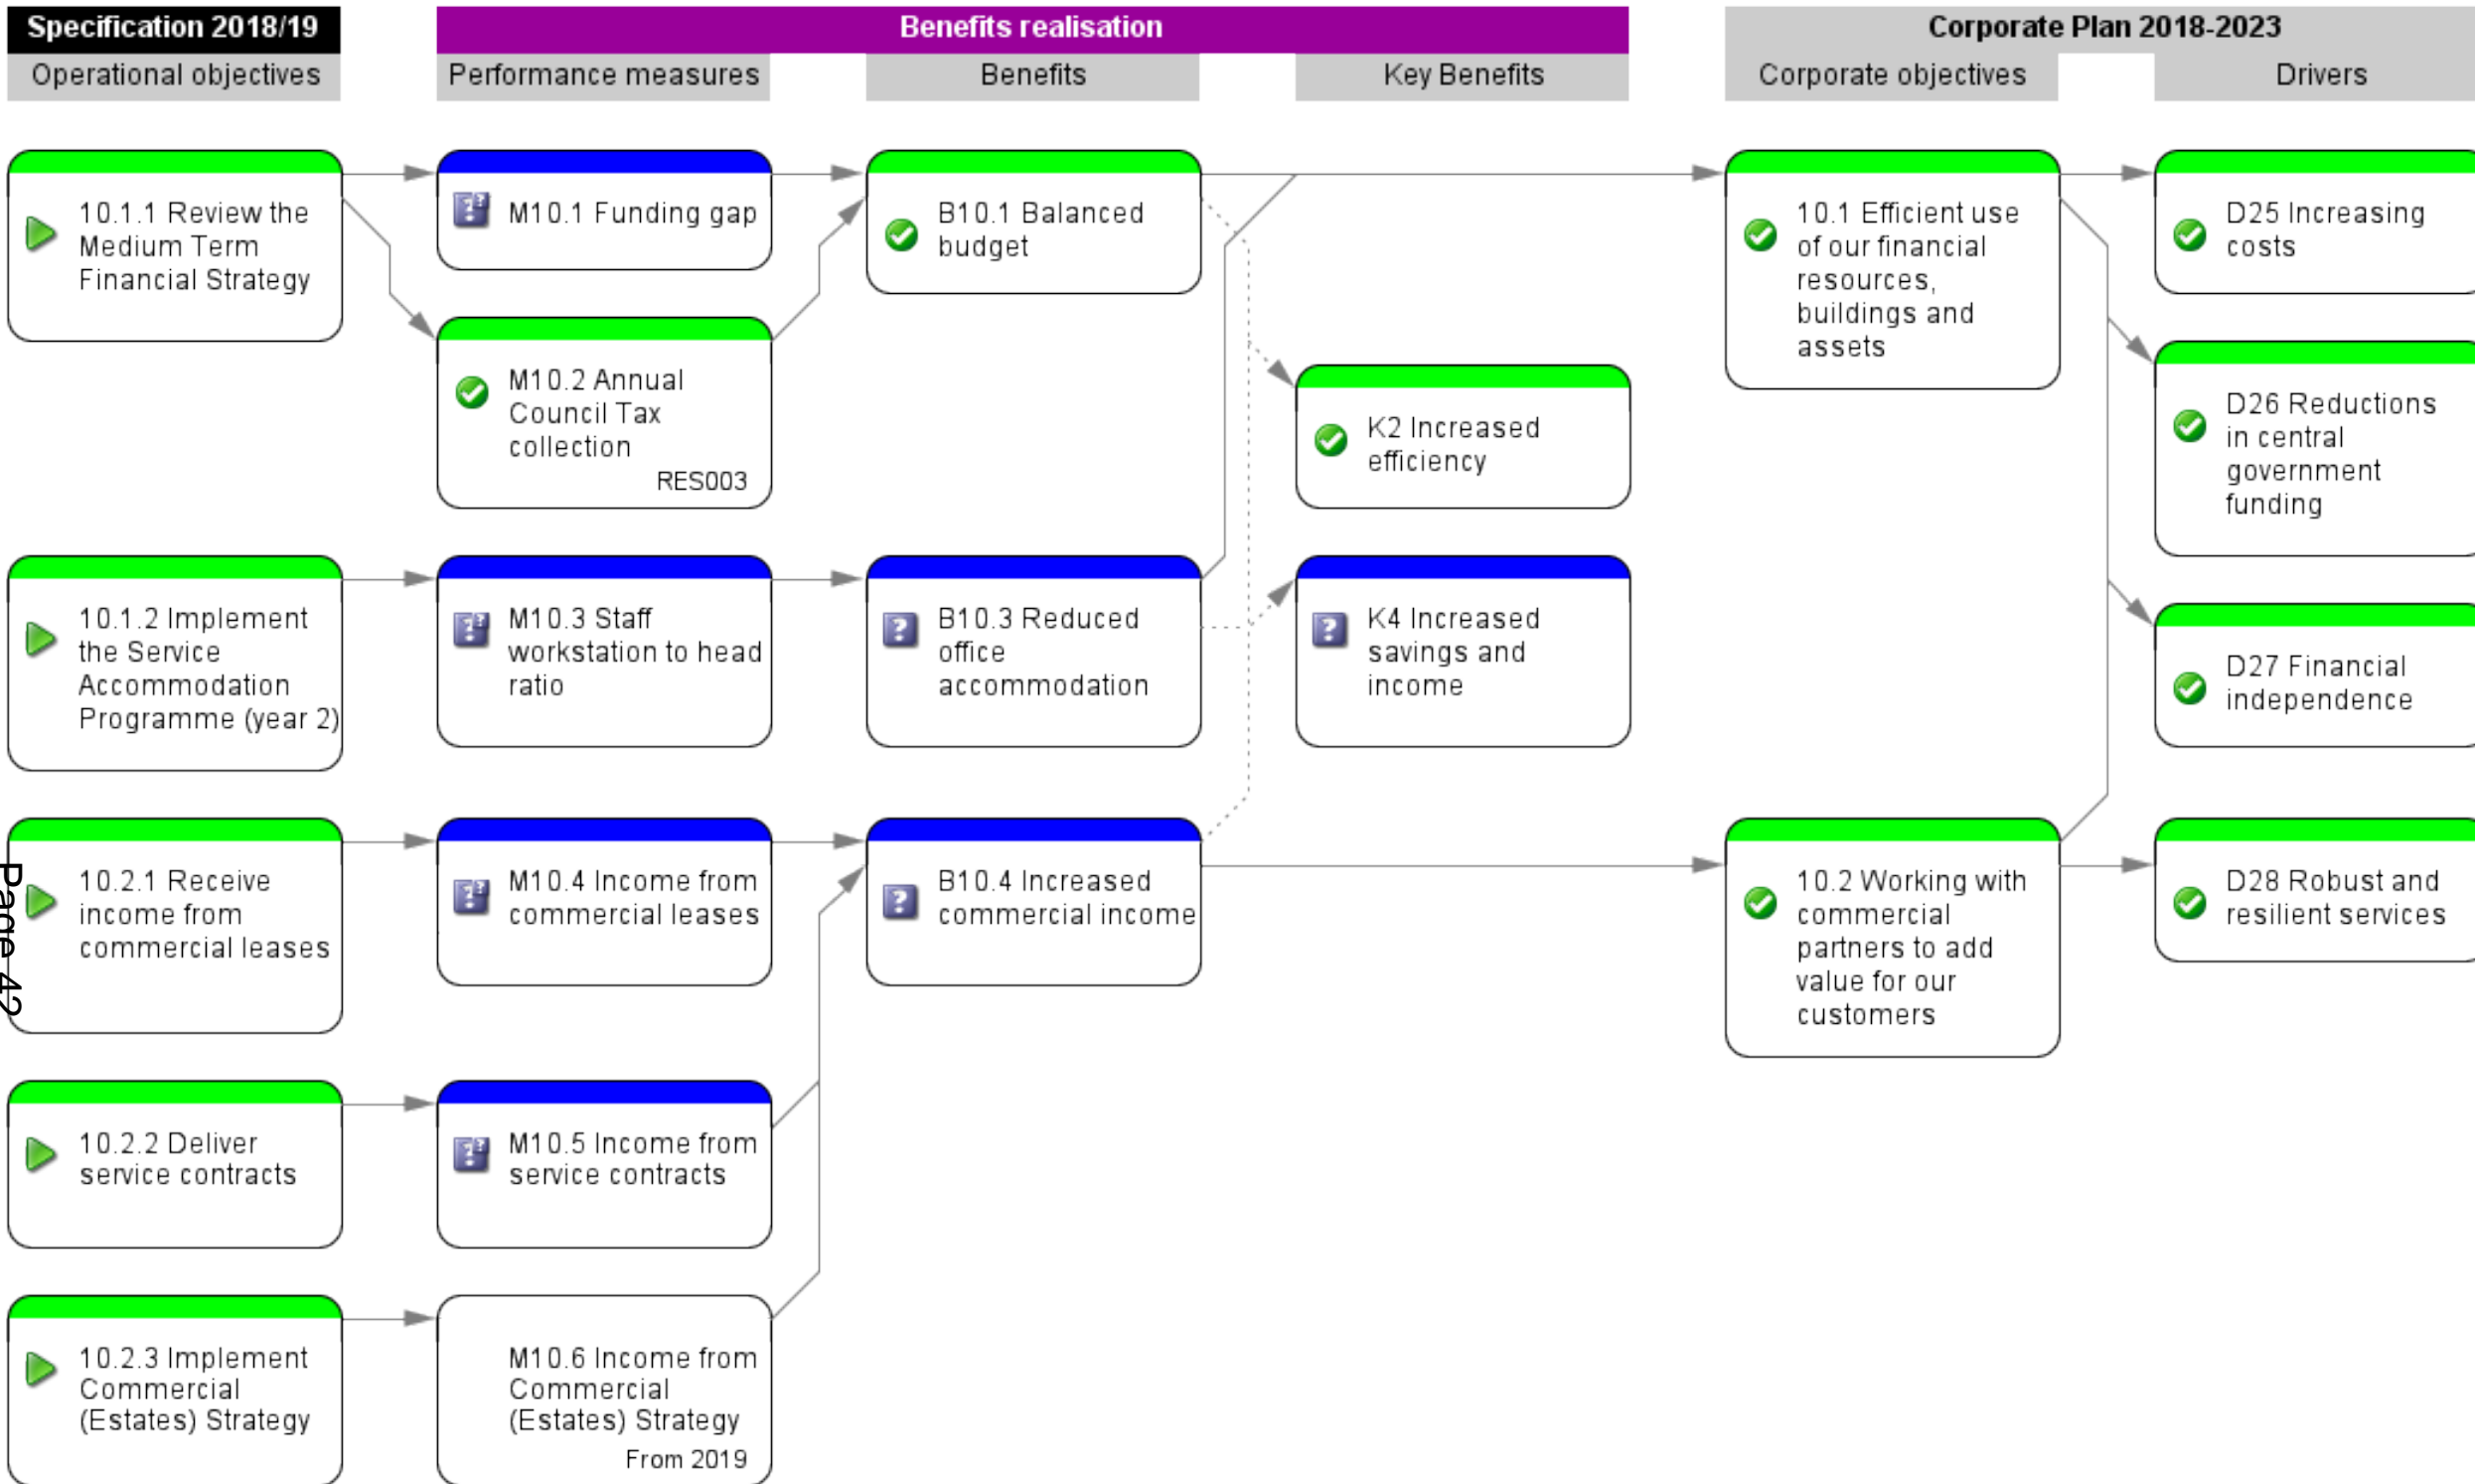 Specification 2018/19
Benefits realisation
Corporate Plan 2018-2023
Operational objectives
Performance measures
Benefits
Key Benefits
Corporate objectives
Drivers
10.1.1 Review the
Medium Term
Financial Strategy
M10.1 Funding gap
B10.1 Balanced
budget
10.1 Efficient use
of our financial
resources,
buildings and
assets
D25 Increasing
costs
M10.2 Annual
Council Tax
collection
RES003
K2 Increased
efficiency
D26 Reductions
in central
government
funding
10.1.2 Implement
the Service
Accommodation
Programme (year 2)
M10.3 Staff
workstation to head
ratio
B10.3 Reduced
office
accommodation
K4 Increased
savings and
income
D27 Financial
independence
10.2.1 Receive
income from
commercial leases
M10.4 Income from
commercial leases
B10.4 Increased
commercial income
10.2 Working with
commercial
partners to add
value for our
customers
D28 Robust and
resilient services
10.2.2 Deliver
service contracts
M10.5 Income from
service contracts
10.2.3 Implement
Commercial
(Estates) Strategy
M10.6 Income from
Commercial
(Estates) Strategy
From 2019
Page 42